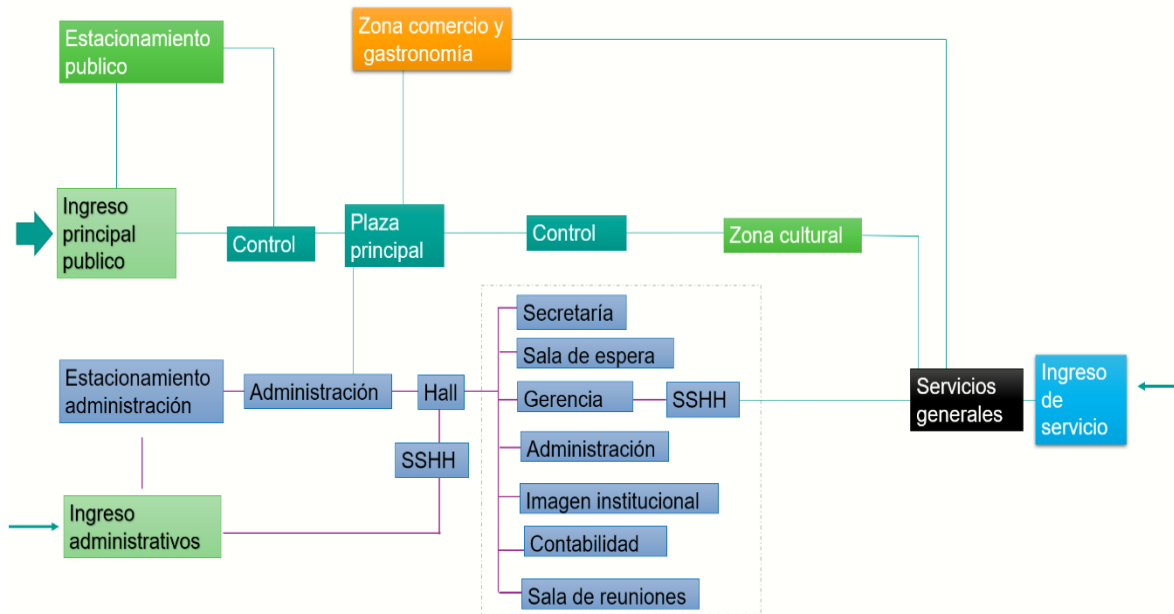 Estacionamiento
publico
Zona comercio y
gastronomía
Ingreso
principal
publico
Control
Plaza
principal
Control
Zona cultural
Secretaría
Sala de espera
Estacionamiento
administración
Administración
Hall
Gerencia
SSHH
Servicios
generales
Ingreso
de
servicio
SSHH
Administración
Imagen institucional
Ingreso
administrativos
Contabilidad
Sala de reuniones